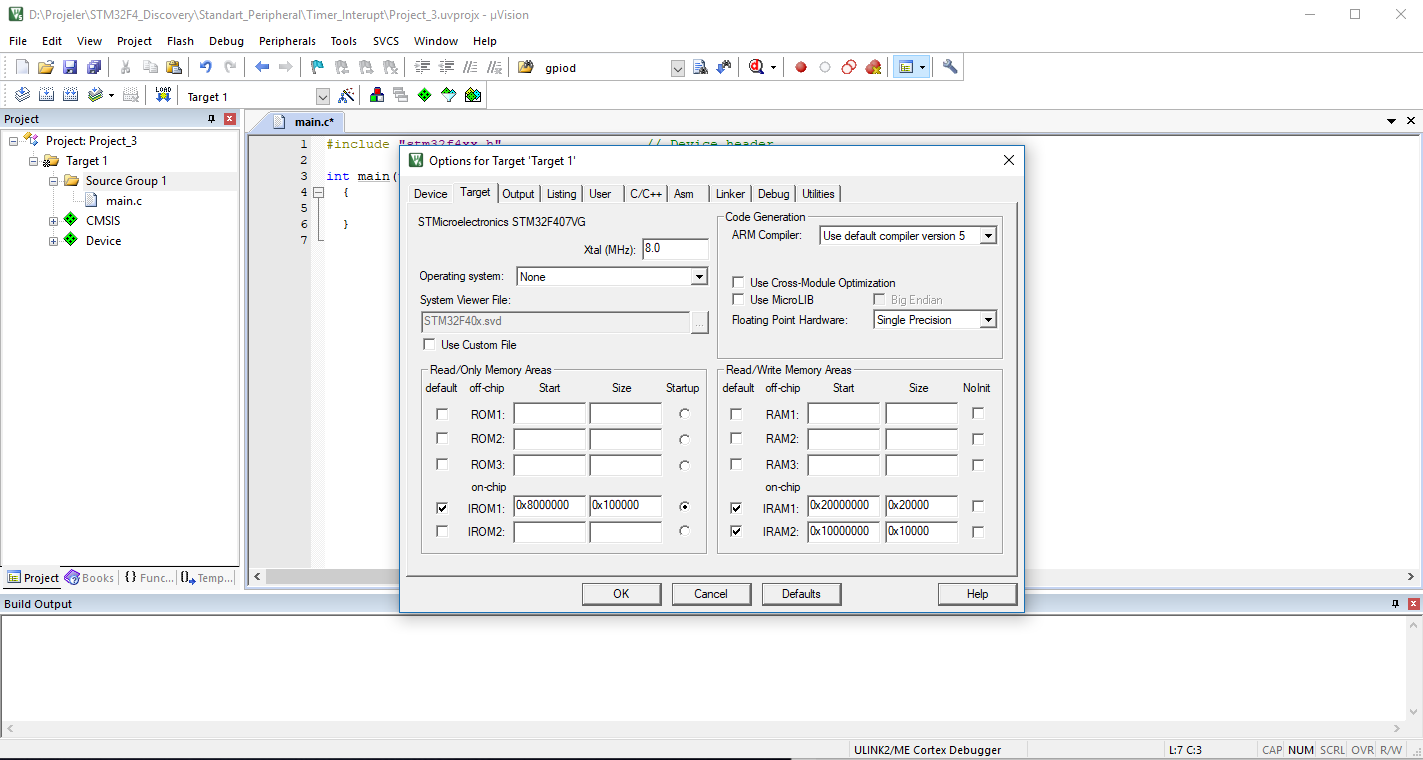 D:\Projeler\STM32F4_Discovery\Standart_Peripheral\Timer_Interupt\Project_3.uvprojx - µVision
File Edit View Project Flash Debug Peripherals Tools SVCS Window Help
gpiod
LOAD Target 1
Project
main.c*
Project: Project_3
Target 1
Source Group 1
main.c
CMSIS
Device
1 #include "stm32f4xx.h" // Device header
2
3 int main(
4 {
5
6 }
7
Options for Target 'Target 1'
Device Target Output Listing User C/C++ Asm Linker Debug Utilities
STMicroelectronics STM32F407VG
Xtal (MHz): 8.0
Operating system: None
System Viewer File:
STM32F40x.svd ...
Use Custom File
Code Generation
ARM Compiler: Use default compiler version 5
Use Cross-Module Optimization
Use MicroLIB Big Endian
Floating Point Hardware: Single Precision
Read/Only Memory Areas
default off-chip Start Size Startup
ROM1:
ROM2:
ROM3:
on-chip
IROM1: 0x8000000 0x100000
IROM2:
Read/Write Memory Areas
default off-chip Start Size NoInit
RAM1:
RAM2:
RAM3:
on-chip
IRAM1: 0x20000000 0x20000
IRAM2: 0x10000000 0x10000
OK Cancel Defaults Help
Project Books {} Func... 0 Temp...
Build Output
ULINK2/ME Cortex Debugger L:7 C:3 CAP NUM SCRL OVR R/W